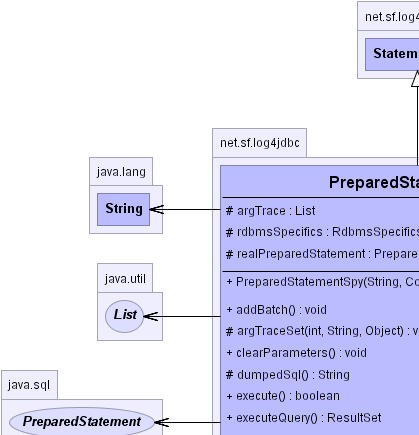 net.sf.log4
Statem
net.sf.log4jdbc
java.lang
PreparedSta
String
# argTrace : List
# rdbmsSpecifics : RdbmsSpecifics
# realPreparedStatement : Prepare
java.util
+ PreparedStatementSpy(String, Co
List
+ addBatch() : void
# argTraceSet(int, String, Object) : v
+ clearParameters() : void
# dumpedSql() : String
java.sql
+ execute() : boolean
PreparedStatement
+ executeQuery() : ResultSet